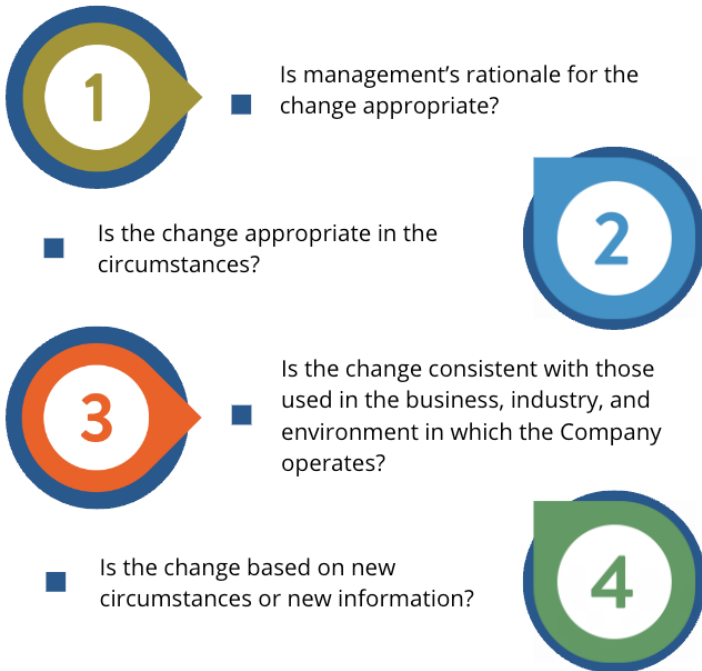 1
Is management’s rationale for the
change appropriate?
2
Is the change appropriate in the
circumstances?
3
Is the change consistent with those
used in the business, industry, and
environment in which the Company
operates?
4
Is the change based on new
circumstances or new information?